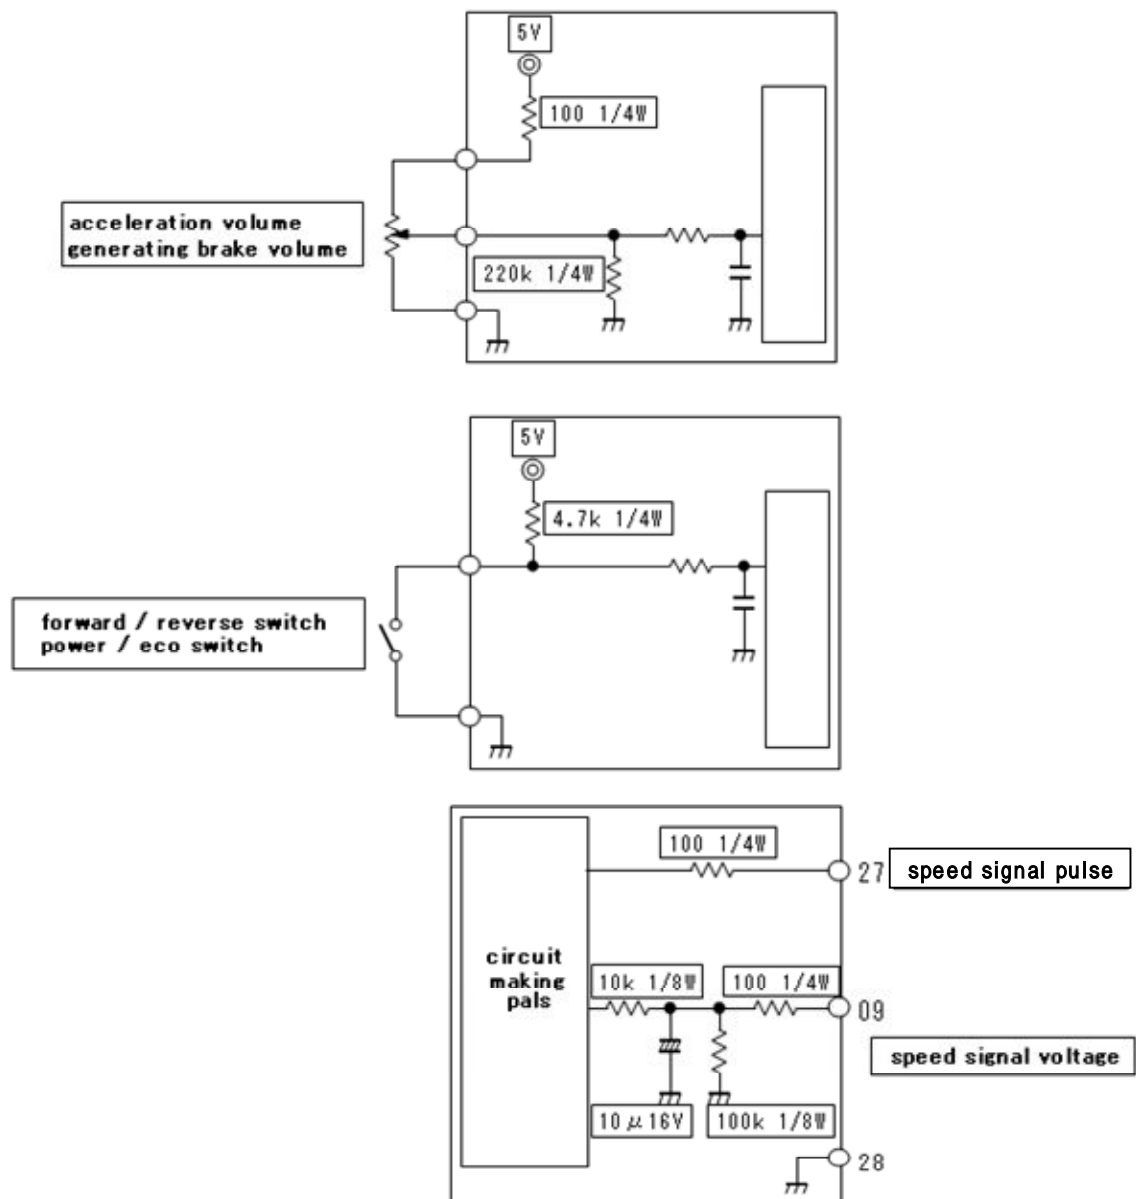 5V
100 1/4W
acceleration volume
generating brake volume
220k 1/4W
5V
4.7k 1/4W
forward / reverse switch
power / eco switch
100 1/4W
27
speed signal pulse
circuit
making
pals
10k 1/8W
100 1/4W
09
speed signal voltage
10μ16V
100k 1/8W
28